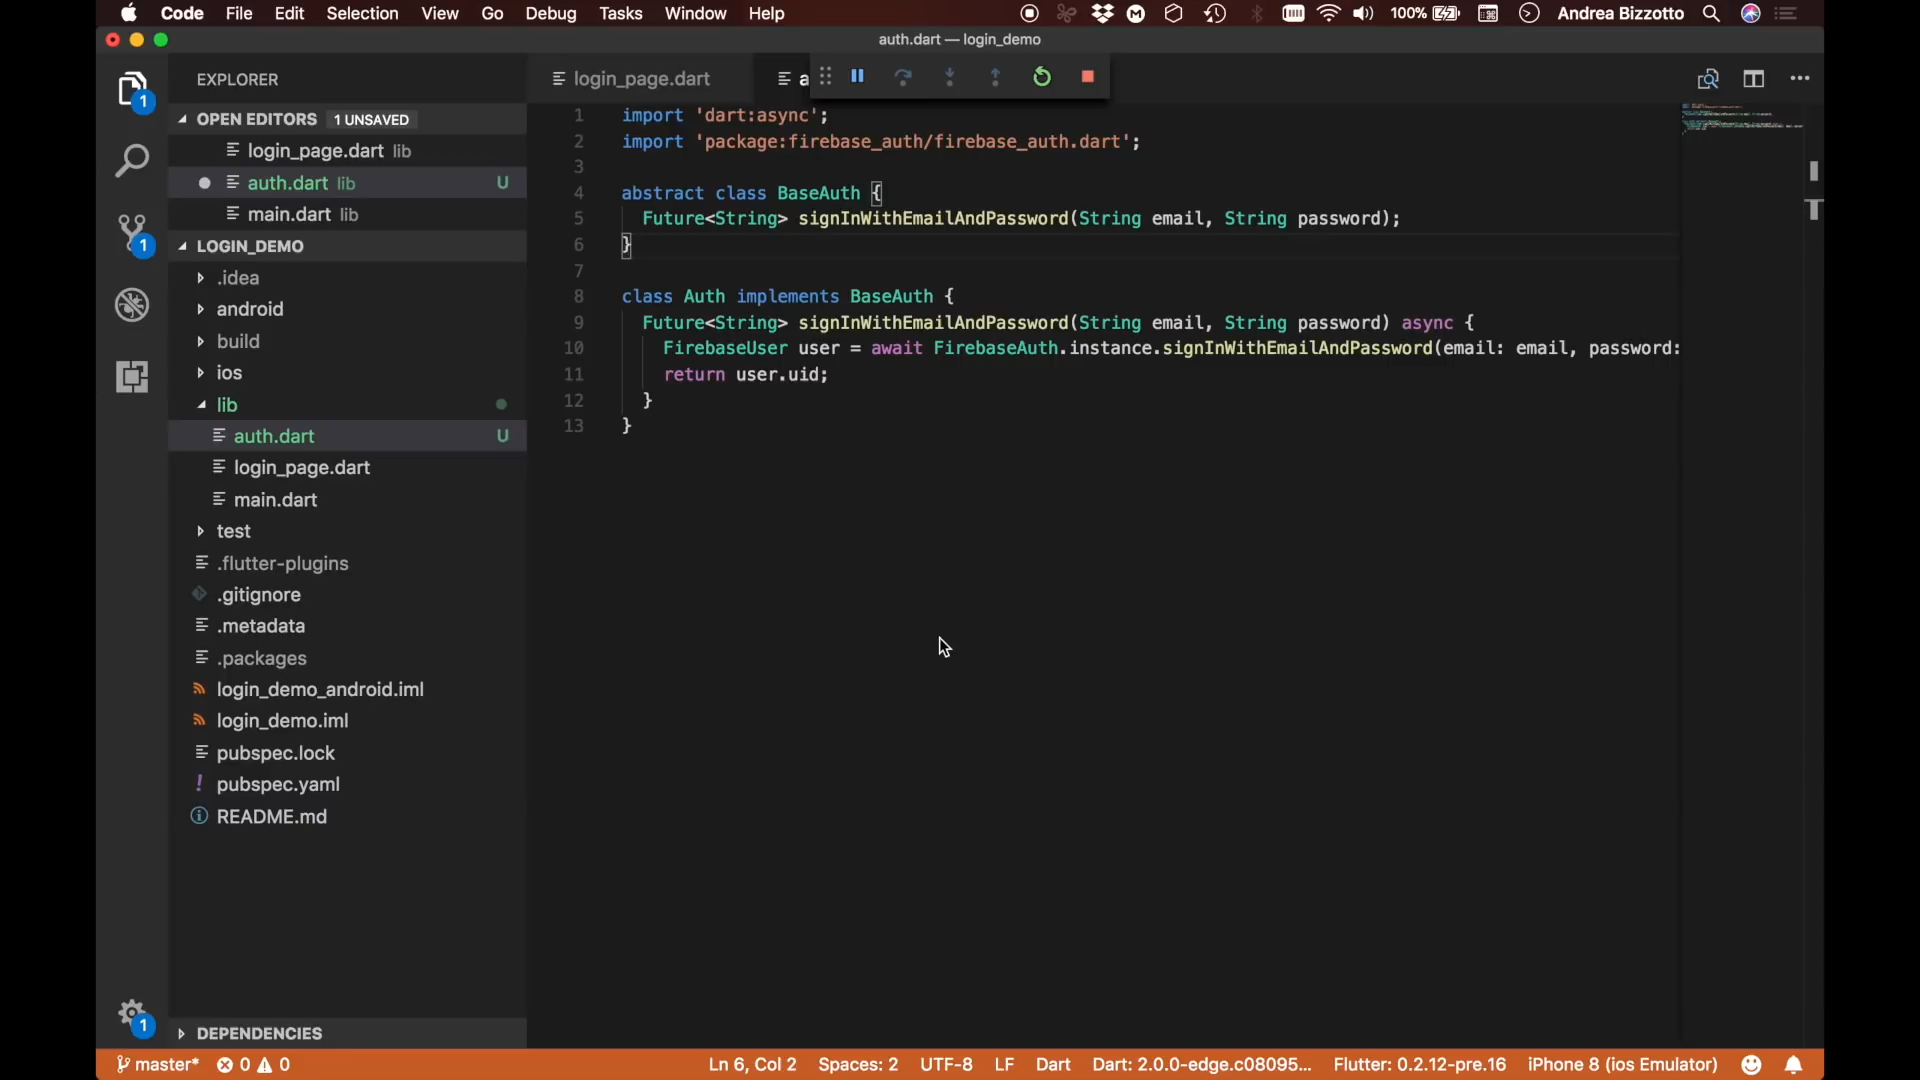 Code File Edit Selection View Go Debug Tasks Window Help 100% Andrea Bizzotto
auth.dart — login_demo
EXPLORER
OPEN EDITORS 1 UNSAVED
login_page.dart lib
auth.dart lib U
main.dart lib
LOGIN_DEMO
.idea
android
build
ios
lib
auth.dart U
login_page.dart
main.dart
test
.flutter-plugins
.gitignore
.metadata
.packages
login_demo_android.iml
login_demo.iml
pubspec.lock
pubspec.yaml
README.md
DEPENDENCIES
1
1
1
login_page.dart
1 import 'dart:async';
2 import 'package:firebase_auth/firebase_auth.dart';
3
4 abstract class BaseAuth {
5 Future<String> signInWithEmailAndPassword(String email, String password);
6 }
7
8 class Auth implements BaseAuth {
9 Future<String> signInWithEmailAndPassword(String email, String password) async {
10 FirebaseUser user = await FirebaseAuth.instance.signInWithEmailAndPassword(email: email, password:
11 return user.uid;
12 }
13 }
master* 0 0 Ln 6, Col 2 Spaces: 2 UTF-8 LF Dart Dart: 2.0.0-edge.c08095... Flutter: 0.2.12-pre.16 iPhone 8 (ios Emulator)